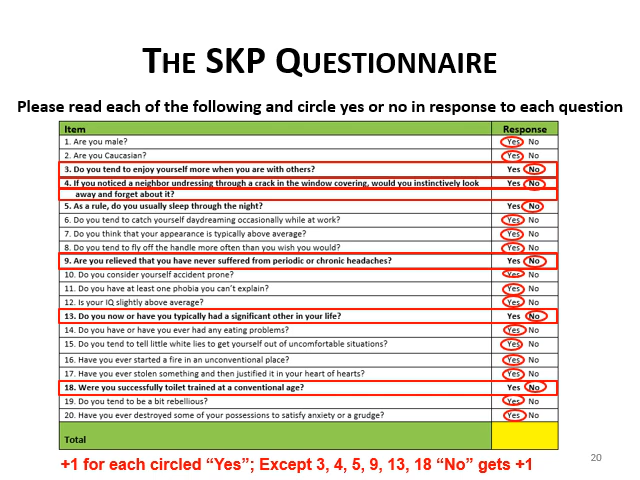 THE SKP QUESTIONNAIRE
Please read each of the following and circle yes or no in response to each question
Item Response
1. Are you male? Yes No
2. Are you Caucasian? Yes No
3. Do you tend to enjoy yourself more when you are with others? Yes No
4. If you noticed a neighbor undressing through a crack in the window covering, would you instinctively look Yes No
away and forget about it?
5. As a rule, do you usually sleep through the night? Yes No
6. Do you tend to catch yourself daydreaming occasionally while at work? Yes No
7. Do you think that your appearance is typically above average? Yes No
8. Do you tend to fly off the handle more often than you wish you would? Yes No
9. Are you relieved that you have never suffered from periodic or chronic headaches? Yes No
10. Do you consider yourself accident prone? Yes No
11. Do you have at least one phobia you can't explain? Yes No
12. Is your IQ slightly above average? Yes No
13. Do you now or have you typically had a significant other in your life? Yes No
14. Do you have or have you ever had any eating problems? Yes No
15. Do you tend to tell little white lies to get yourself out of uncomfortable situations? Yes No
16. Have you ever started a fire in an unconventional place? Yes No
17. Have you ever stolen something and then justified it in your heart of hearts? Yes No
18. Were you successfully toilet trained at a conventional age? Yes No
19. Do you tend to be a bit rebellious? Yes No
20. Have you ever destroyed some of your possessions to satisfy anxiety or a grudge? Yes No
Total
+1 for each circled “Yes”; Except 3, 4, 5, 9, 13, 18 “No” gets +1
20